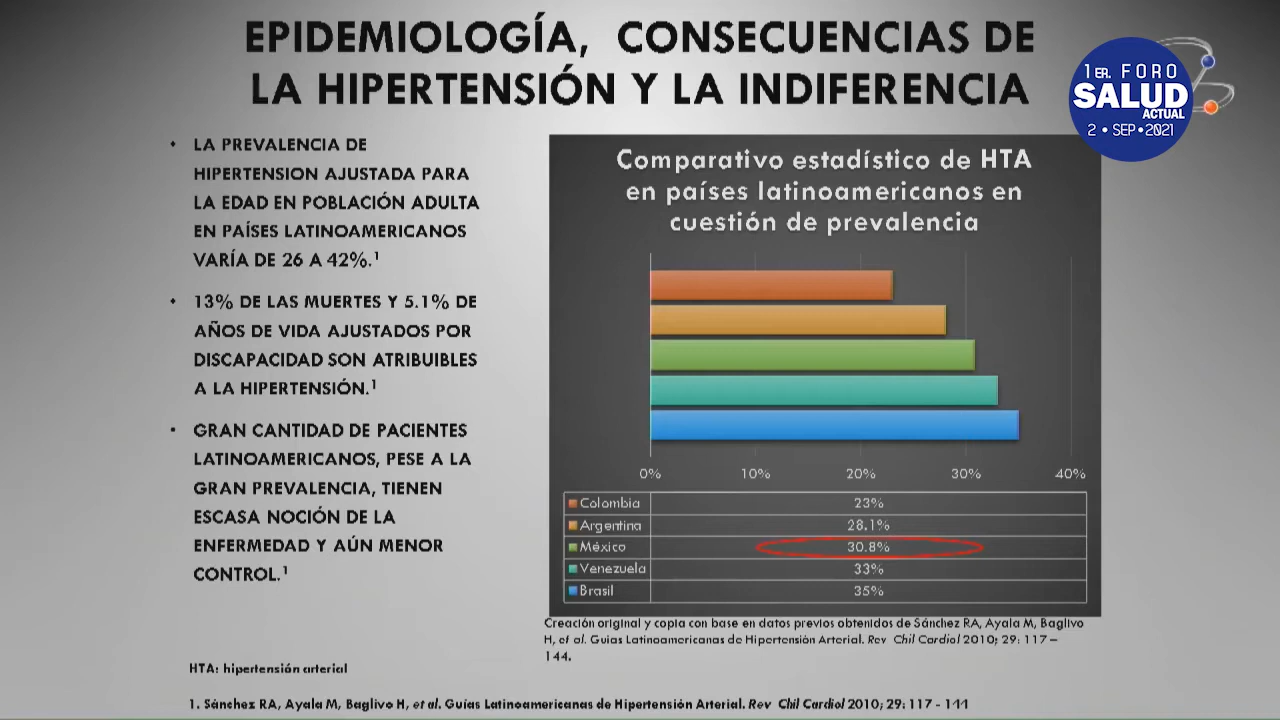 EPIDEMIOLOGÍA, CONSECUENCIAS DE
LA HIPERTENSIÓN Y LA INDIFERENCIA
1ER. FORO
SALUD
ACTUAL
2 • SEP • 2021
• LA PREVALENCIA DE
HIPERTENSION AJUSTADA PARA
LA EDAD EN POBLACIÓN ADULTA
EN PAÍSES LATINOAMERICANOS
VARÍA DE 26 A 42%.¹
• 13% DE LAS MUERTES Y 5.1% DE
AÑOS DE VIDA AJUSTADOS POR
DISCAPACIDAD SON ATRIBUIBLES
A LA HIPERTENSIÓN.¹
• GRAN CANTIDAD DE PACIENTES
LATINOAMERICANOS, PESE A LA
GRAN PREVALENCIA, TIENEN
ESCASA NOCIÓN DE LA
ENFERMEDAD Y AÚN MENOR
CONTROL.¹
Comparativo estadístico de HTA
en países latinoamericanos en
cuestión de prevalencia
0% 10% 20% 30% 40%
Colombia 23%
Argentina 28.1%
México 30.8%
Venezuela 33%
Brasil 35%
Creación original y copia con base en datos previos obtenidos de Sánchez RA, Ayala M, Baglivo
H, et al. Guías Latinoamericanas de Hipertensión Arterial. Rev Chil Cardiol 2010; 29: 117 –
144.
HTA: hipertensión arterial
1. Sánchez RA, Ayala M, Baglivo H, et al. Guías Latinoamericanas de Hipertensión Arterial. Rev Chil Cardiol 2010; 29: 117 - 144